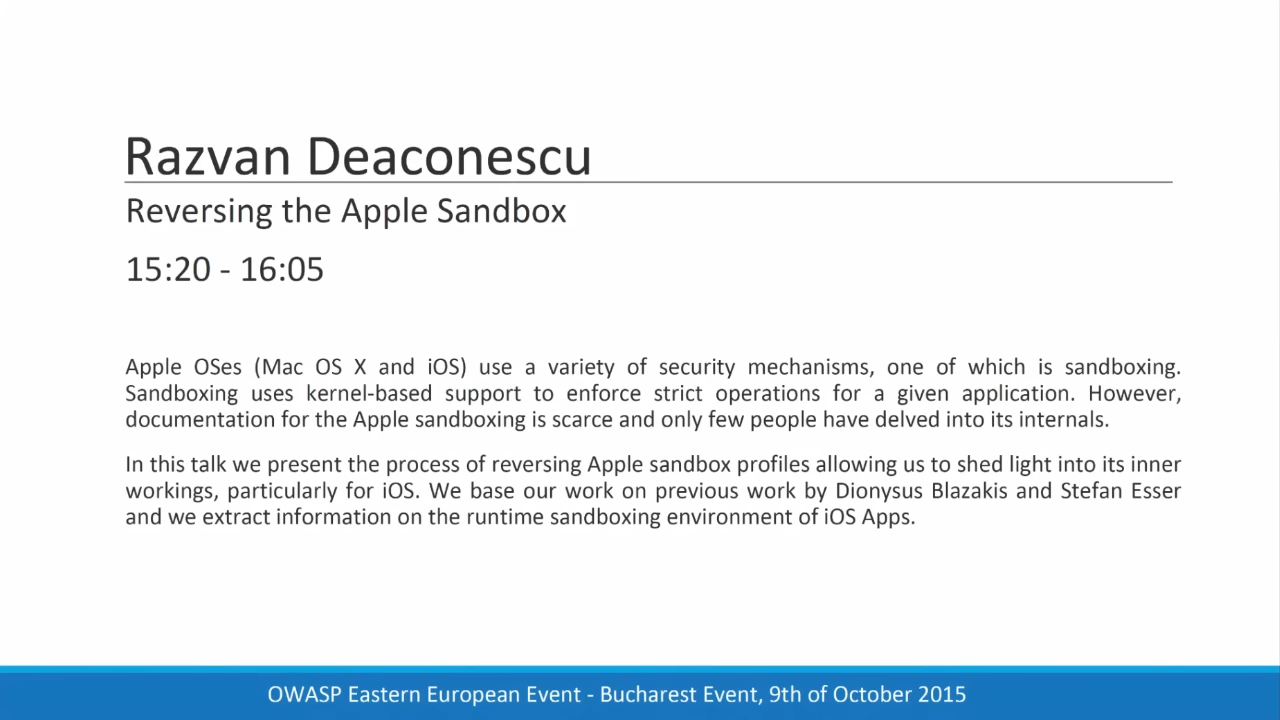 Razvan Deaconescu
Reversing the Apple Sandbox
15:20 - 16:05
Apple OSes (Mac OS X and iOS) use a variety of security mechanisms, one of which is sandboxing.
Sandboxing uses kernel-based support to enforce strict operations for a given application. However,
documentation for the Apple sandboxing is scarce and only few people have delved into its internals.
In this talk we present the process of reversing Apple sandbox profiles allowing us to shed light into its inner
workings, particularly for iOS. We base our work on previous work by Dionysus Blazakis and Stefan Esser
and we extract information on the runtime sandboxing environment of iOS Apps.
OWASP Eastern European Event - Bucharest Event, 9th of October 2015